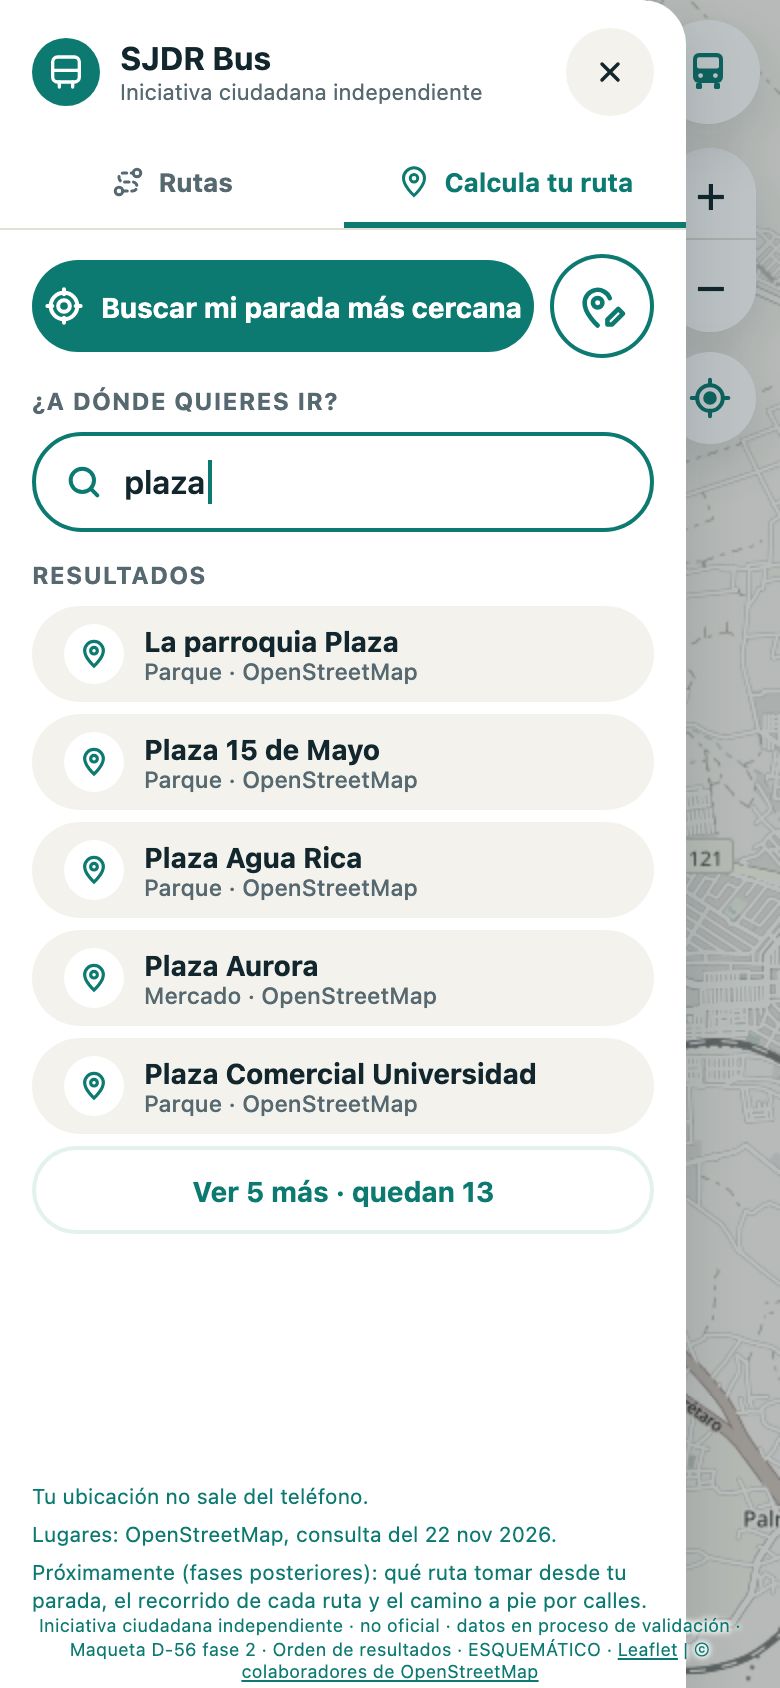 SJDR Bus
Iniciativa ciudadana independiente
Rutas
Calcula tu ruta
Buscar mi parada más cercana
¿A DÓNDE QUIERES IR?
plaza
RESULTADOS
La parroquia Plaza
Parque · OpenStreetMap
Plaza 15 de Mayo
Parque · OpenStreetMap
Plaza Agua Rica
Parque · OpenStreetMap
Plaza Aurora
Mercado · OpenStreetMap
Plaza Comercial Universidad
Parque · OpenStreetMap
Ver 5 más · quedan 13
121
Tu ubicación no sale del teléfono.
Lugares: OpenStreetMap, consulta del 22 nov 2026.
Próximamente (fases posteriores): qué ruta tomar desde tu
parada, el recorrido de cada ruta y el camino a pie por calles.
Iniciativa ciudadana independiente · no oficial · datos en proceso de validación ·
Maqueta D-56 fase 2 · Orden de resultados · ESQUEMÁTICO · Leaflet | ©
colaboradores de OpenStreetMap